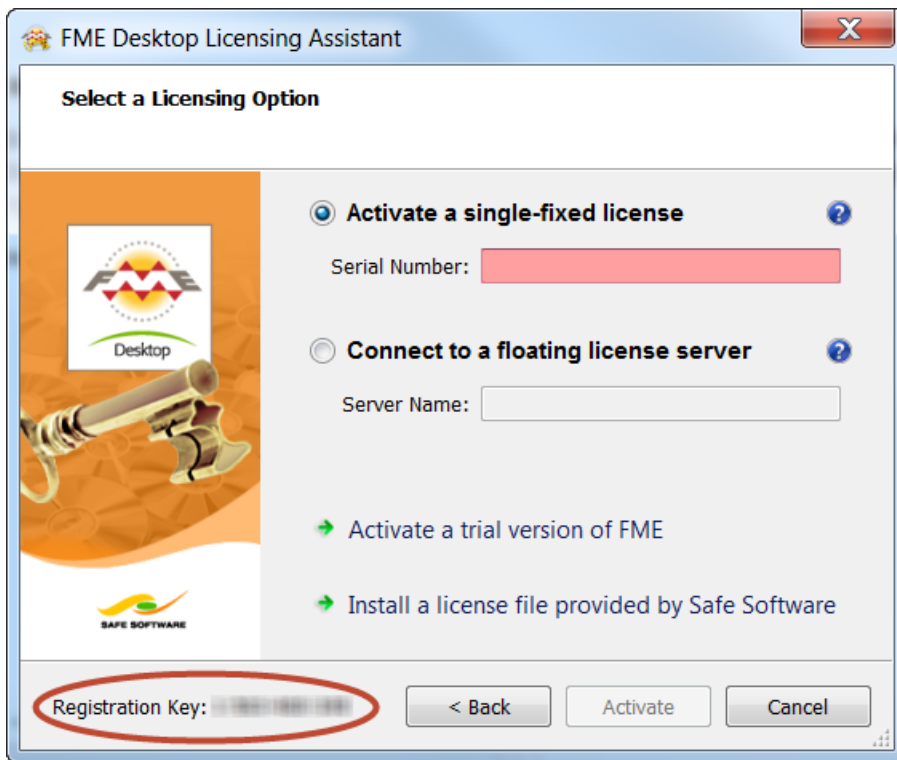 FME Desktop Licensing Assistant
Select a Licensing Option
Activate a single-fixed license
Serial Number:
Connect to a floating license server
Server Name:
Activate a trial version of FME
Install a license file provided by Safe Software
FME
Desktop
SAFE SOFTWARE
Registration Key:
< Back
Activate
Cancel